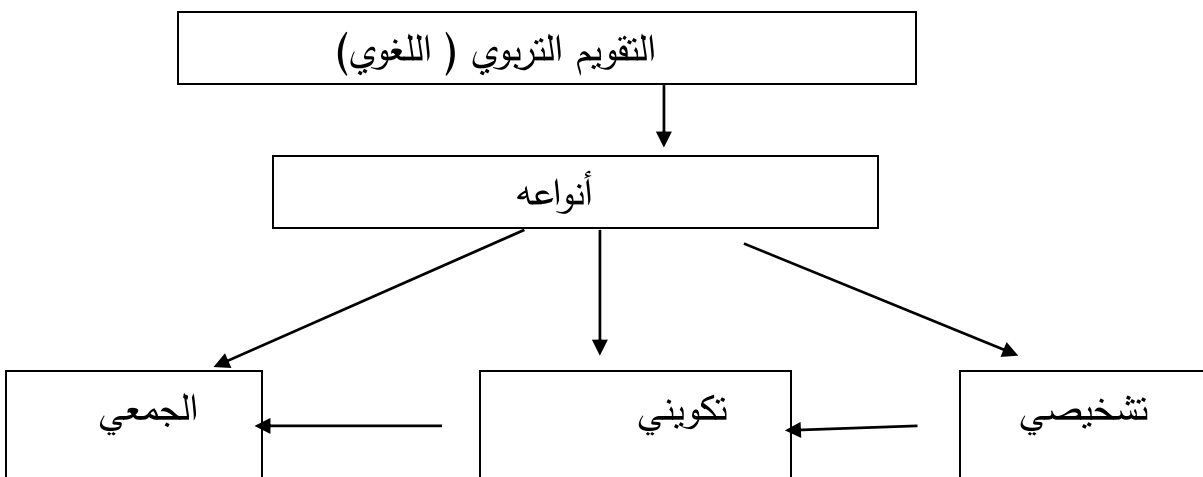 التقويم التربوي ( اللغوي)
أنواعه
تشخيصي
تكويني
الجمعي